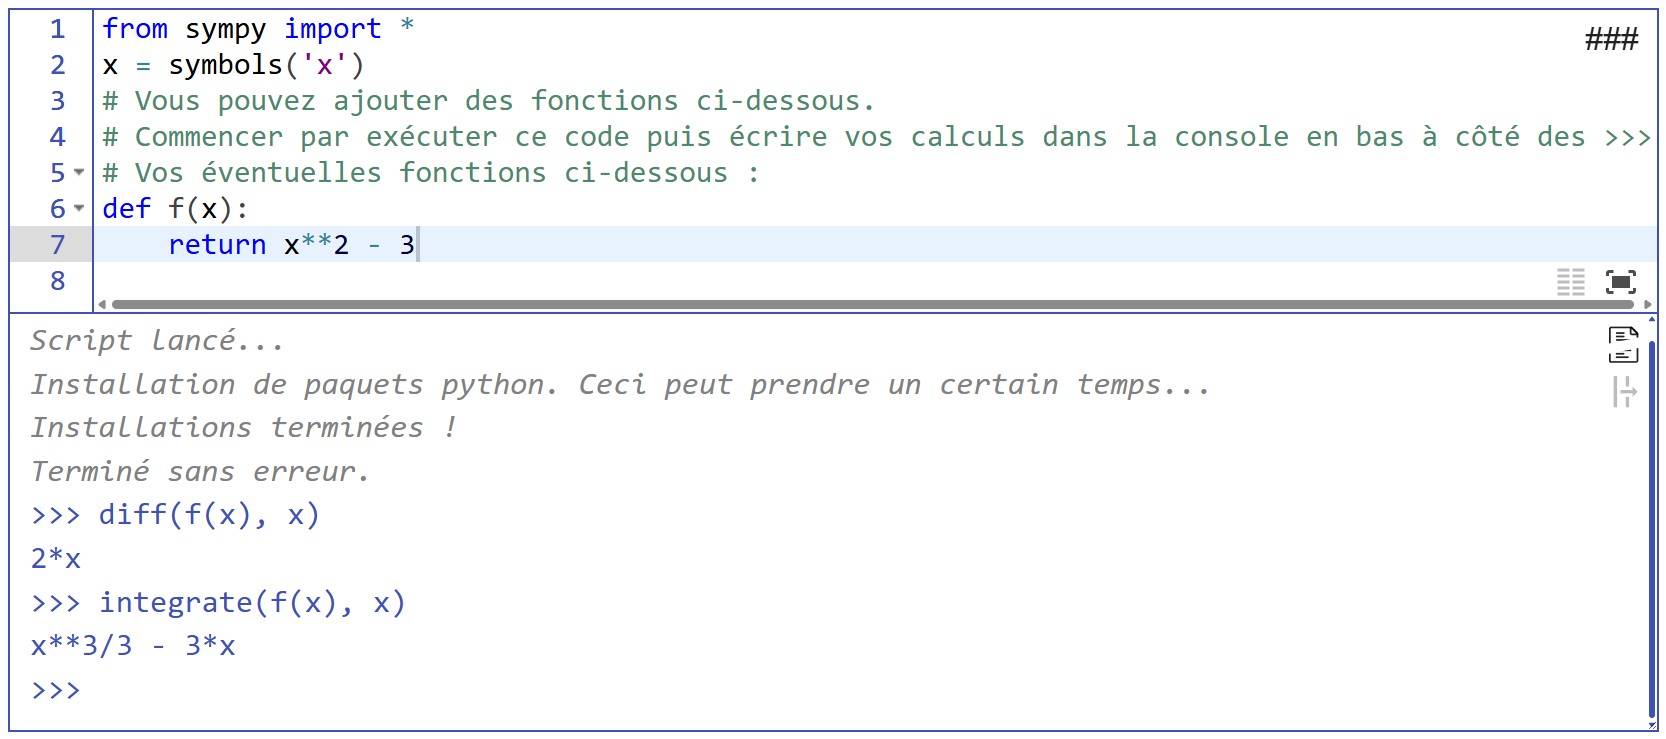 1 from sympy import *
###
2 x = symbols('x')
3 # Vous pouvez ajouter des fonctions ci-dessous.
4 # Commencer par exécuter ce code puis écrire vos calculs dans la console en bas à côté des >>>
5 # Vos éventuelles fonctions ci-dessous :
6 def f(x):
7     return x**2 - 3
8
Script lancé...
Installation de paquets python. Ceci peut prendre un certain temps...
Installations terminées !
Terminé sans erreur.
>>> diff(f(x), x)
2*x
>>> integrate(f(x), x)
x**3/3 - 3*x
>>>